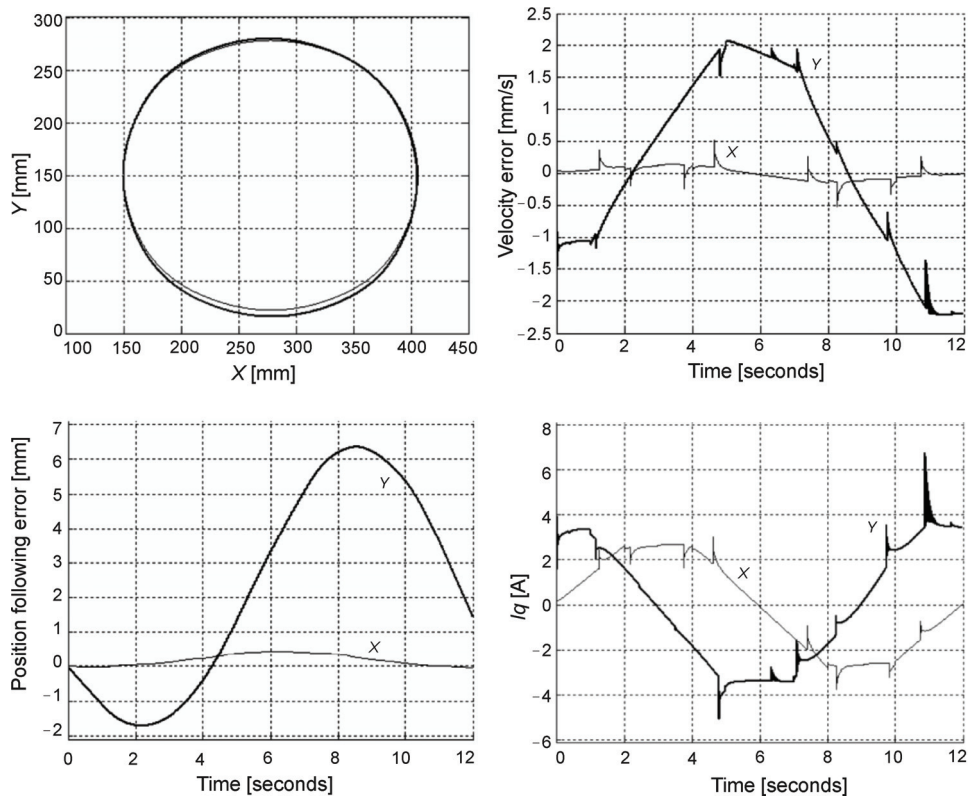 300
250
200
150
100
50
0
100 150 200 250 300 350 400 450
Y [mm]
X [mm]
2.5
2
1.5
1
0.5
0
−0.5
−1
−1.5
−2
−2.5
0 2 4 6 8 10 12
Velocity error [mm/s]
Time [seconds]
Y
X
7
6
5
4
3
2
1
0
−1
−2
0 2 4 6 8 10 12
Position following error [mm]
Time [seconds]
Y
X
8
6
4
2
0
−2
−4
−6
0 2 4 6 8 10 12
Iq [A]
Time [seconds]
Y
X